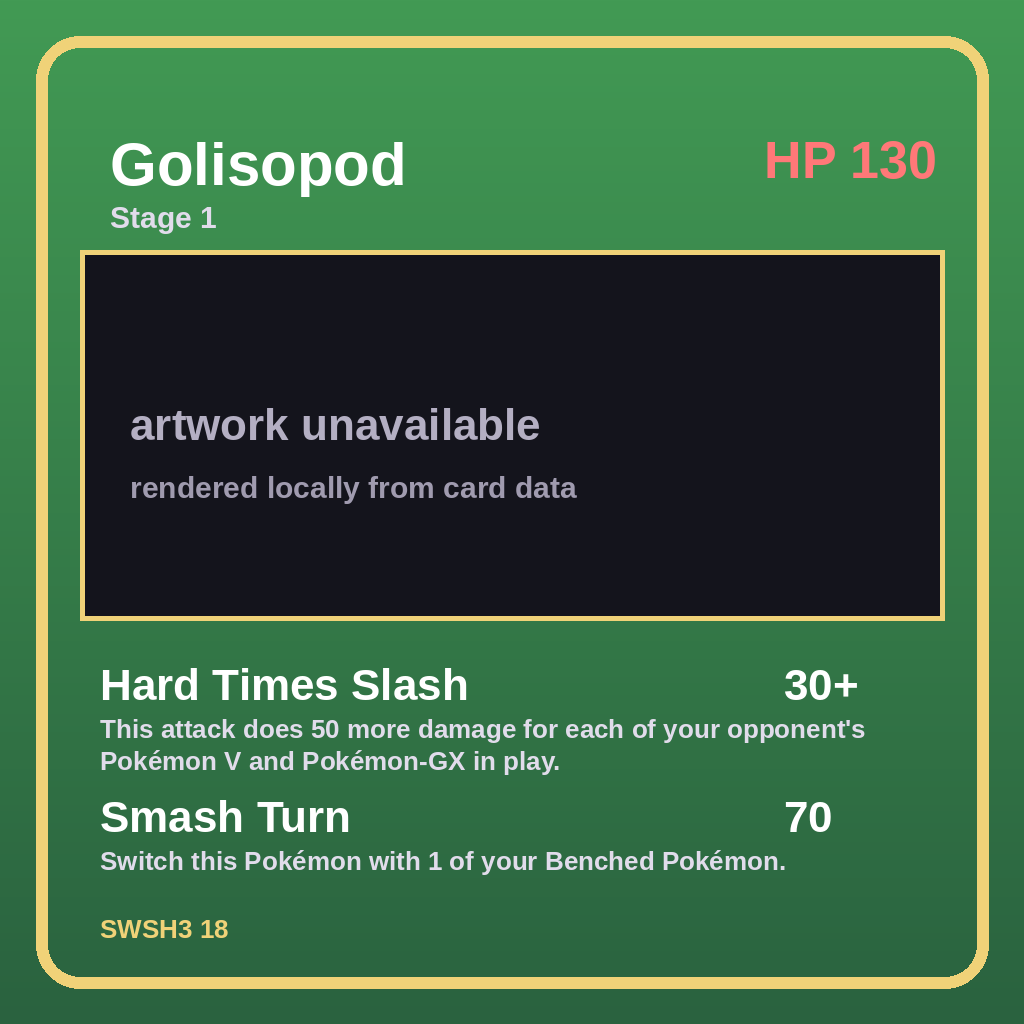 Golisopod
HP 130
Stage 1
artwork unavailable
rendered locally from card data
Hard Times Slash 30+
This attack does 50 more damage for each of your opponent's
Pokémon V and Pokémon-GX in play.
Smash Turn 70
Switch this Pokémon with 1 of your Benched Pokémon.
SWSH3 18